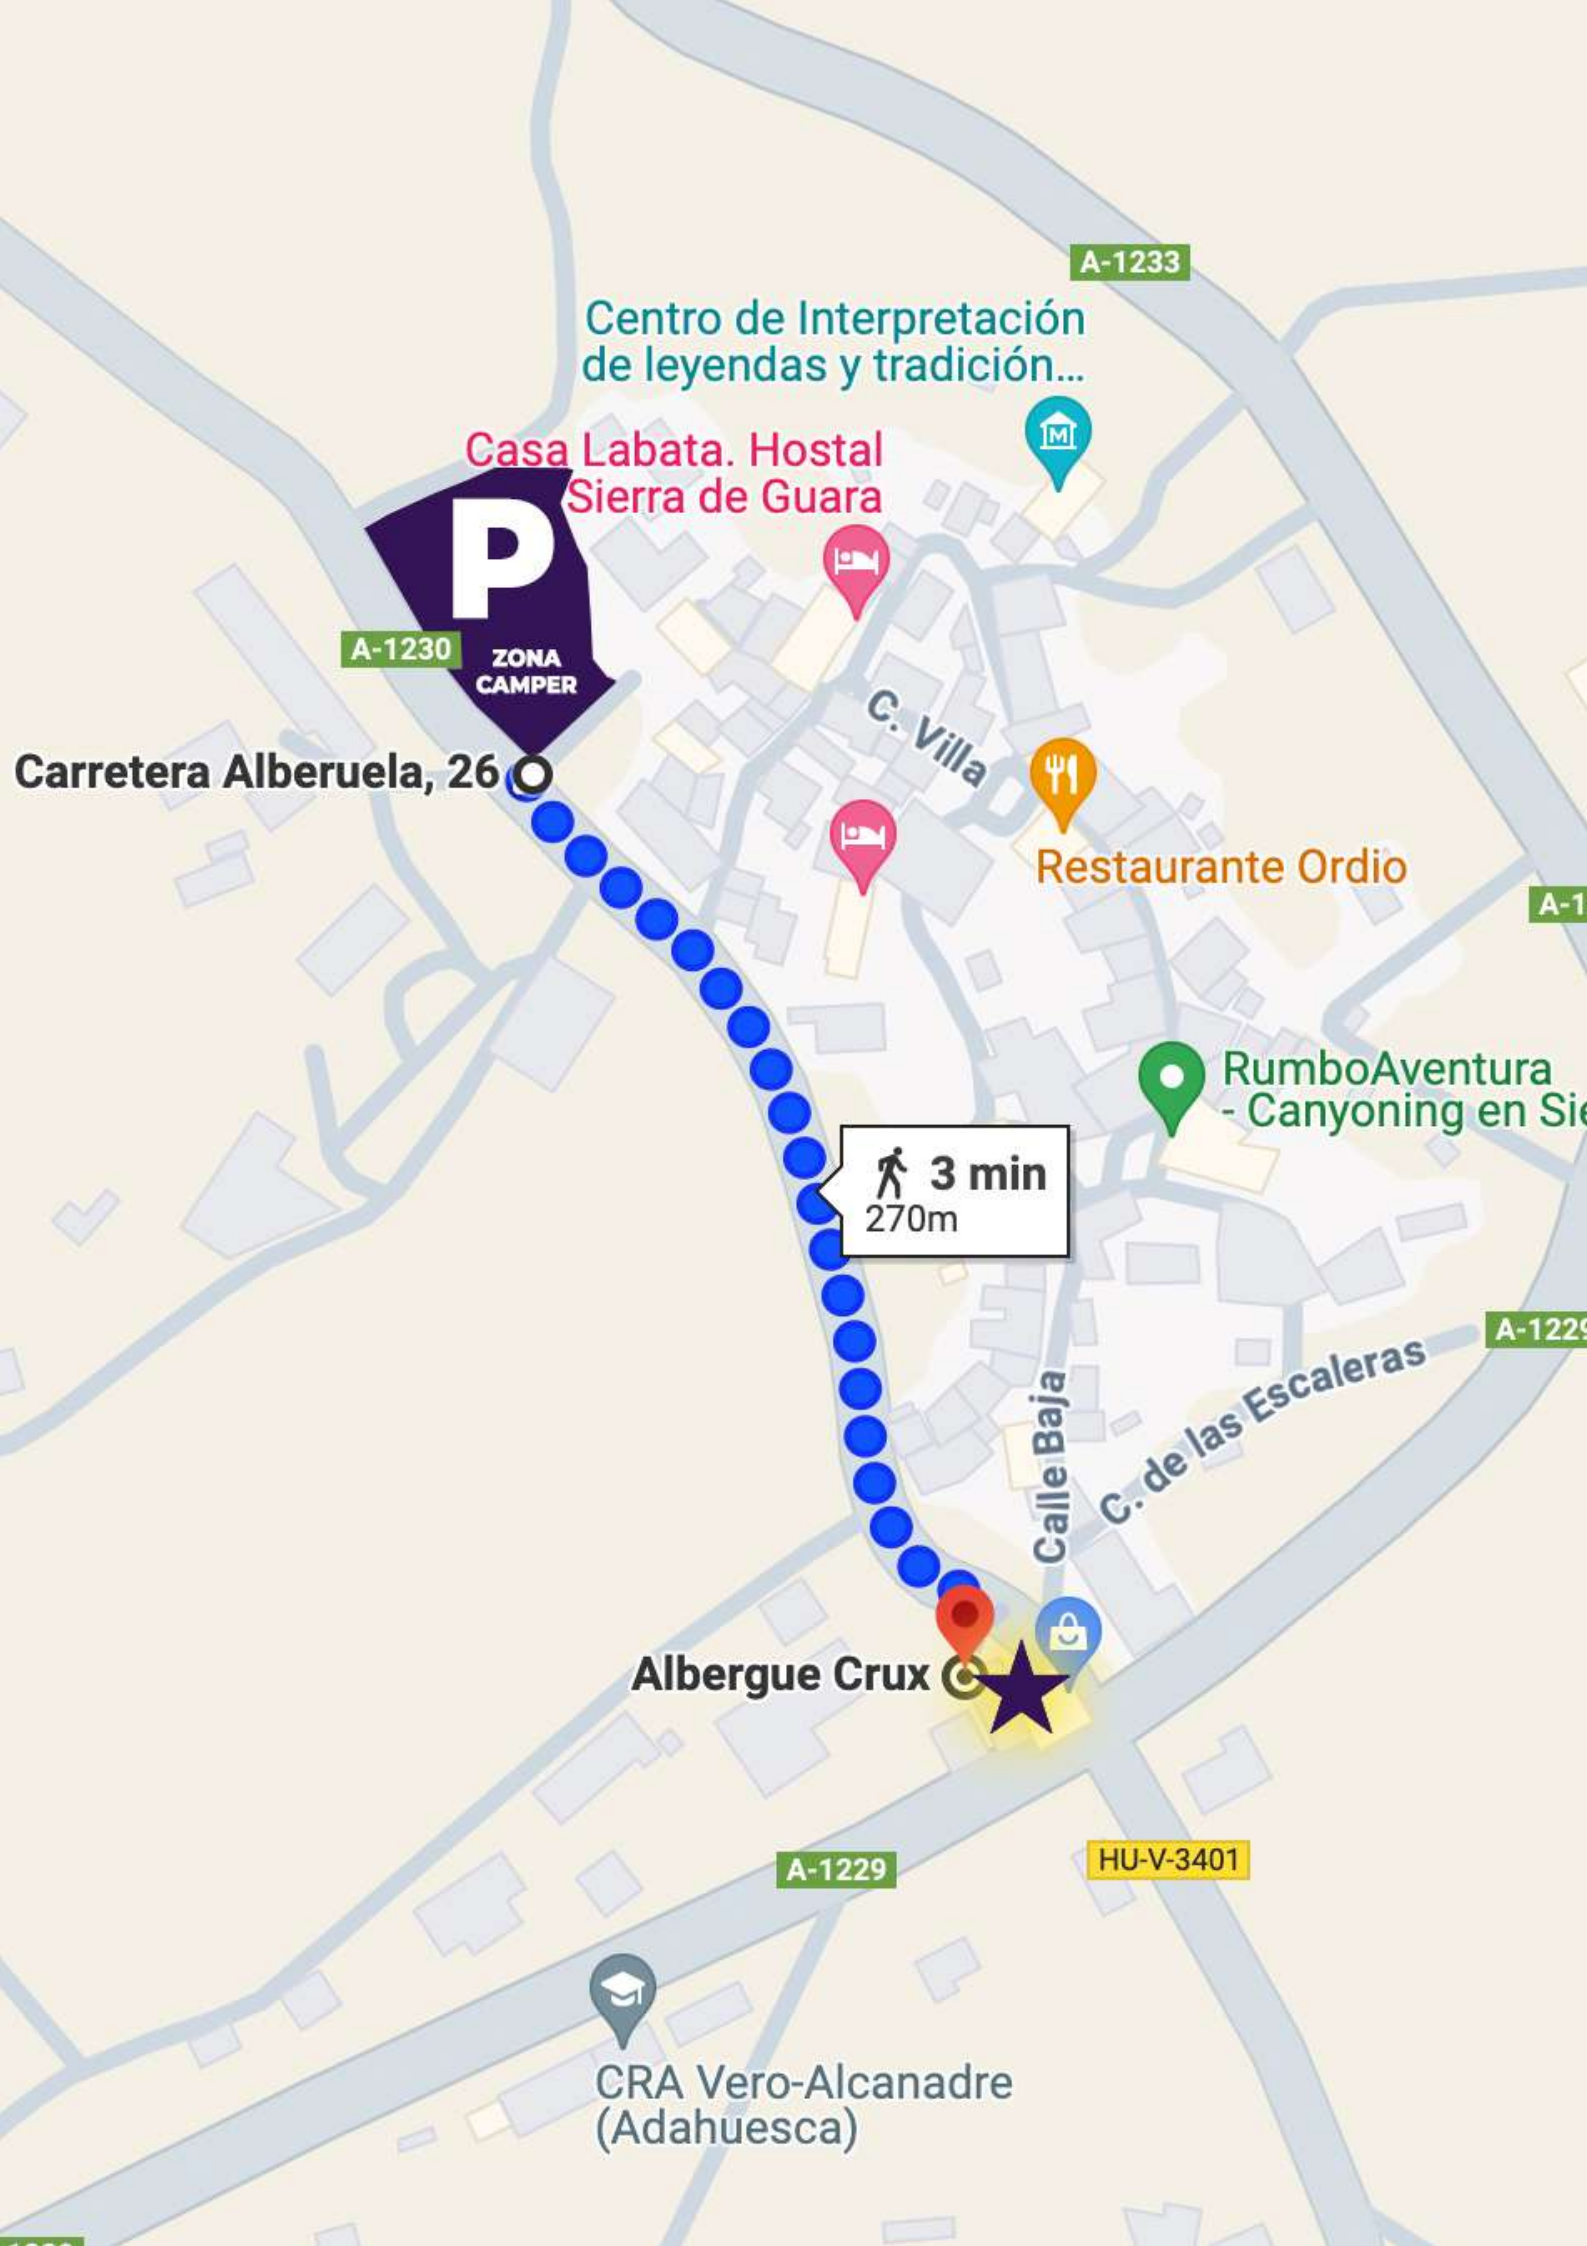 A-1233
Centro de Interpretación
de leyendas y tradición...
M
Casa Labata. Hostal
Sierra de Guara
P
ZONA
CAMPER
A-1230
C. Villa
Carretera Alberuela, 26
Restaurante Ordio
A-1
RumboAventura
- Canyoning en Sie
3 min
270m
A-1229
C. de las Escaleras
Calle Baja
Albergue Crux
HU-V-3401
A-1229
CRA Vero-Alcanadre
(Adahuesca)